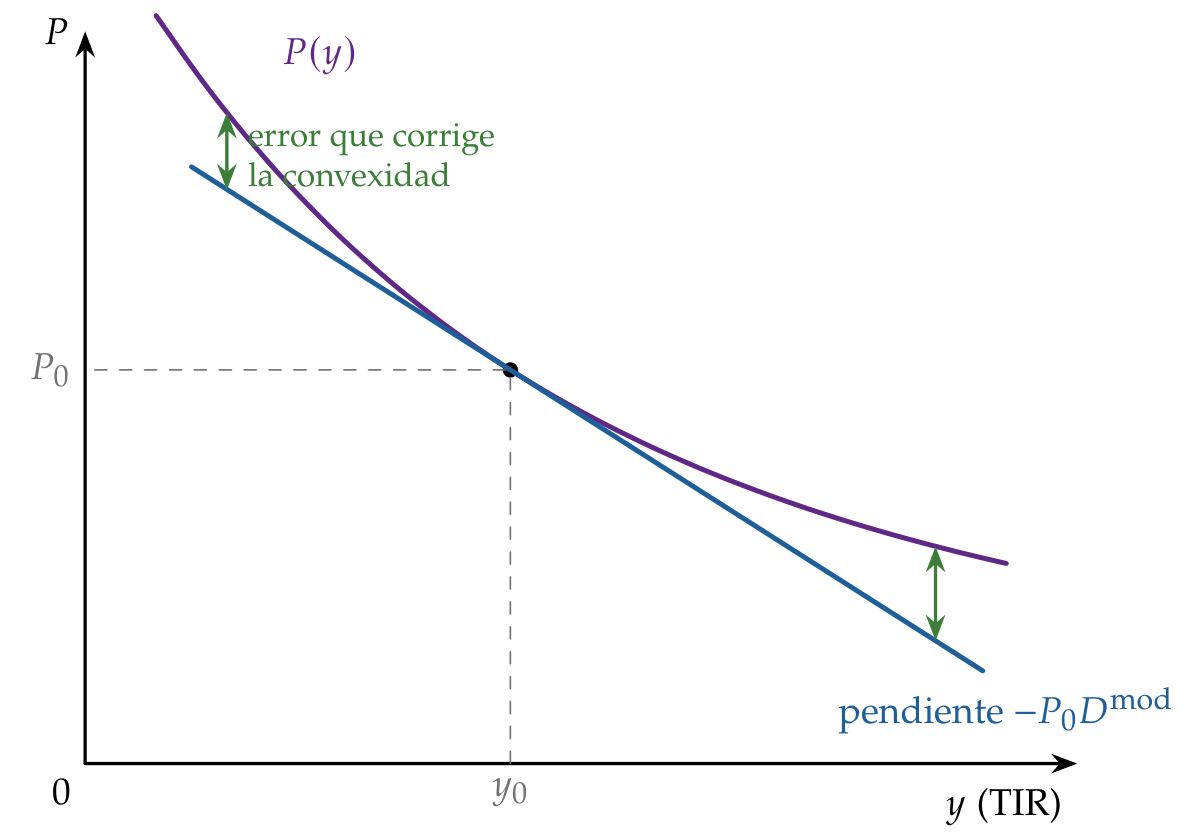 P
P(y)
error que corrige
la convexidad
P₀
pendiente −P₀Dᵐᵒᵈ
0
y₀
y (TIR)